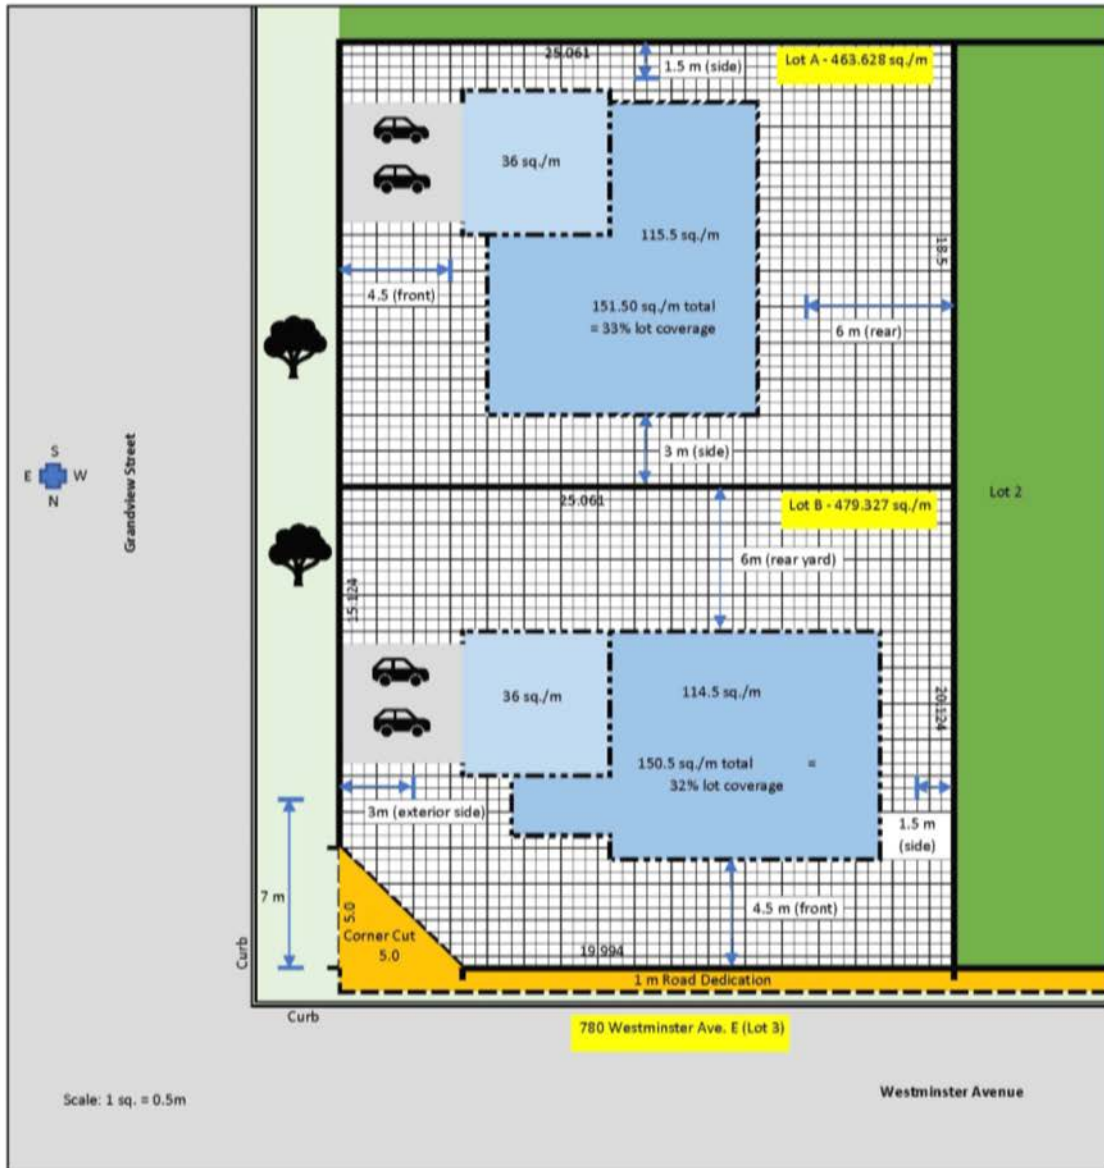 25.061
1.5 m (side)
Lot A - 463.628 sq./m
36 sq./m
115.5 sq./m
18.5
4.5 (front)
151.50 sq./m total
= 33% lot coverage
6 m (rear)
S
E W
N
Grandview Street
3 m (side)
25.061
Lot B - 479.327 sq./m
Lot 2
6m (rear yard)
15.124
36 sq./m
114.5 sq./m
20.124
150.5 sq./m total =
32% lot coverage
3m (exterior side)
1.5 m
(side)
7 m
5.0
Corner Cut
5.0
4.5 m (front)
19.994
Curb
1 m Road Dedication
Curb
780 Westminster Ave. E (Lot 3)
Scale: 1 sq. = 0.5m
Westminster Avenue